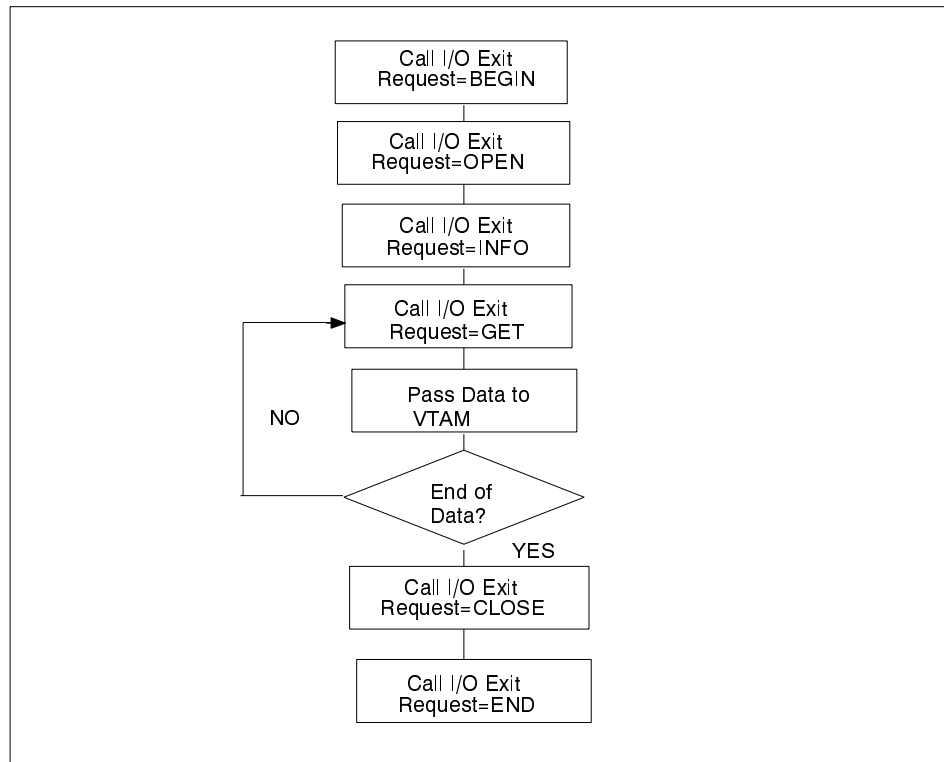 Call I/O Exit
Request=BEGIN
Call I/O Exit
Request=OPEN
Call I/O Exit
Request=INFO
Call I/O Exit
Request=GET
Pass Data to
VTAM
NO
End of
Data?
YES
Call I/O Exit
Request=CLOSE
Call I/O Exit
Request=END